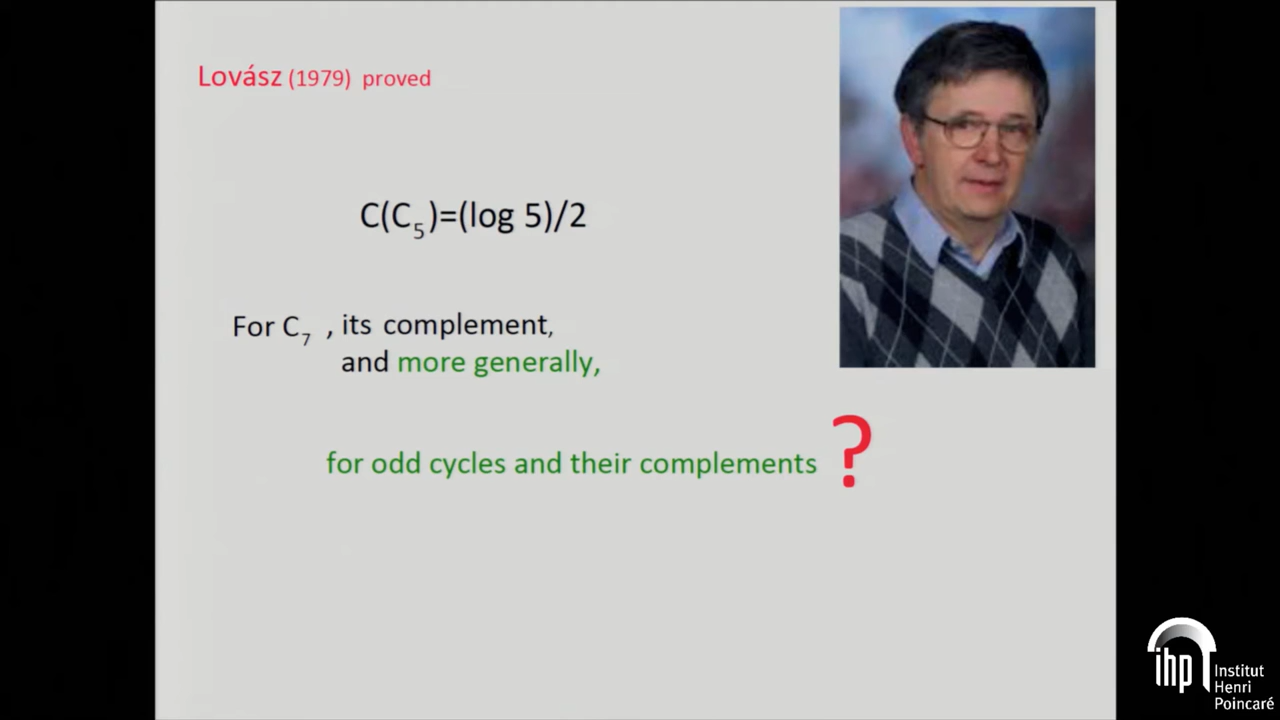 Lovász (1979) proved
C(C₅)=(log 5)/2
For C₇ , its complement,
and more generally,
for odd cycles and their complements ?
ihp Institut
Henri
Poincaré